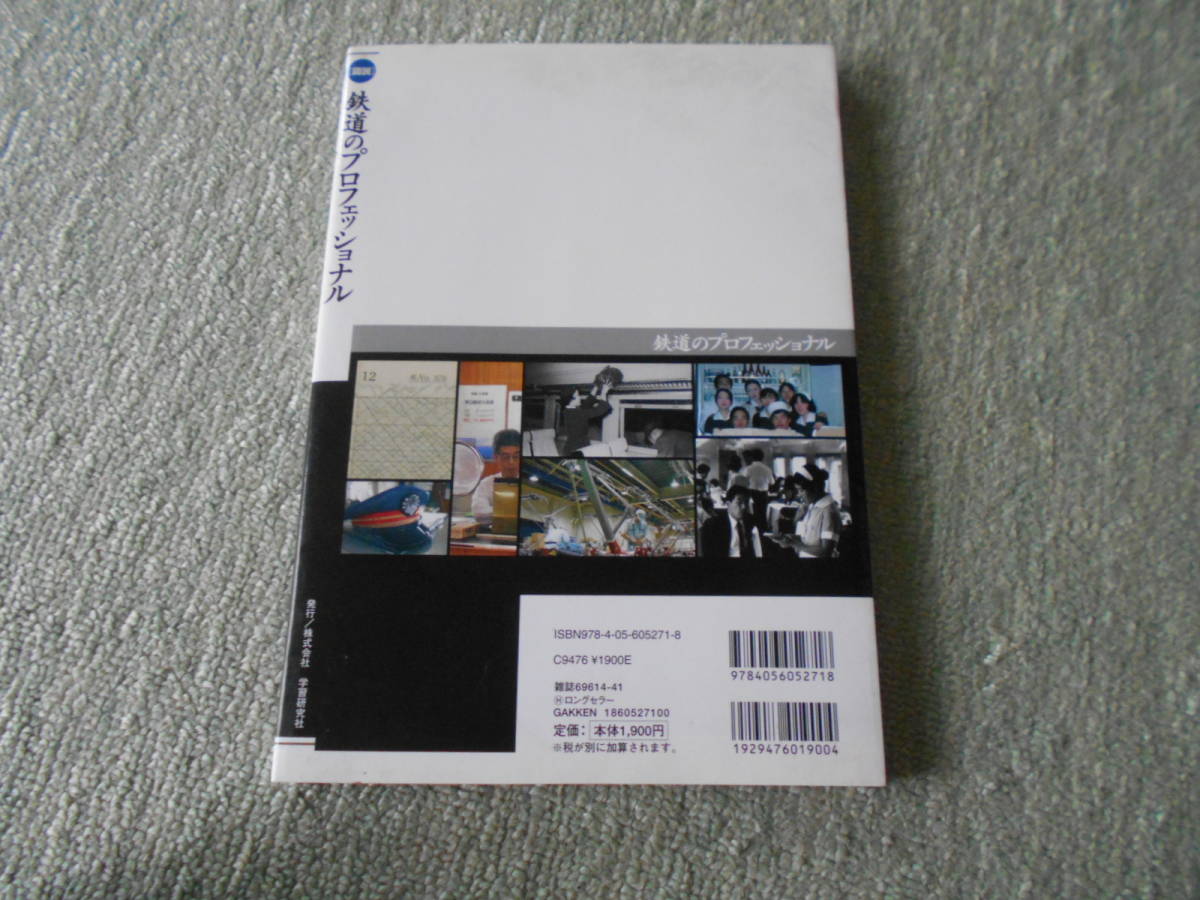 図説
鉄道のプロフェッショナル
鉄道のプロフェッショナル
12
発行／株式会社 学習研究社
ISBN978-4-05-605271-8
C9476 ¥1900E
雑誌69614-41
Ⓗロングセラー
GAKKEN 1860527100
定価：本体1,900円
※税が別に加算されます。
9784056052718
1929476019004